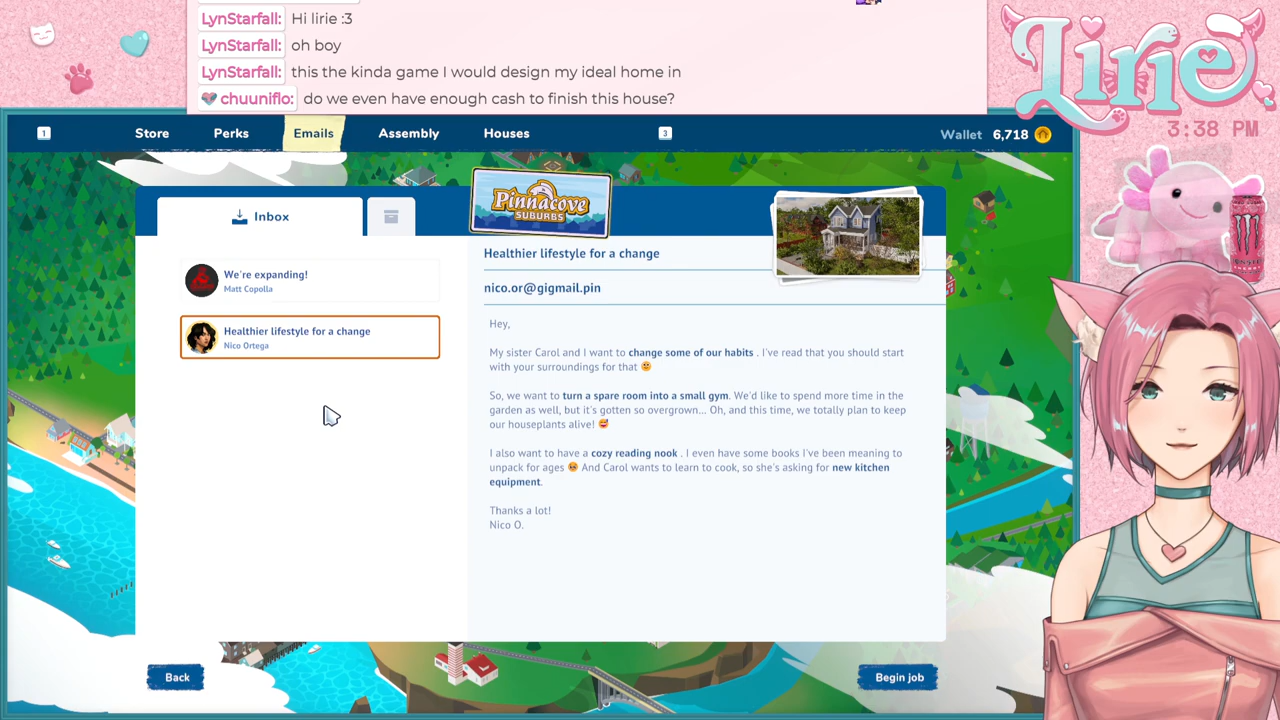 LynStarfall: Hi lirie :3
LynStarfall: oh boy
LynStarfall: this the kinda game I would design my ideal home in
chuuniflo: do we even have enough cash to finish this house?
Lirie
3:38 PM
1
Store
Perks
Emails
Assembly
Houses
3
Wallet 6,718
Inbox
Pinnacove
SUBURBS
We're expanding!
Matt Copolla
Healthier lifestyle for a change
Nico Ortega
Healthier lifestyle for a change
nico.or@gigmail.pin
Hey,
My sister Carol and I want to change some of our habits . I've read that you should start
with your surroundings for that 🙂
So, we want to turn a spare room into a small gym. We'd like to spend more time in the
garden as well, but it's gotten so overgrown... Oh, and this time, we totally plan to keep
our houseplants alive! 😅
I also want to have a cozy reading nook . I even have some books I've been meaning to
unpack for ages 😣 And Carol wants to learn to cook, so she's asking for new kitchen
equipment.
Thanks a lot!
Nico O.
Back
Begin job